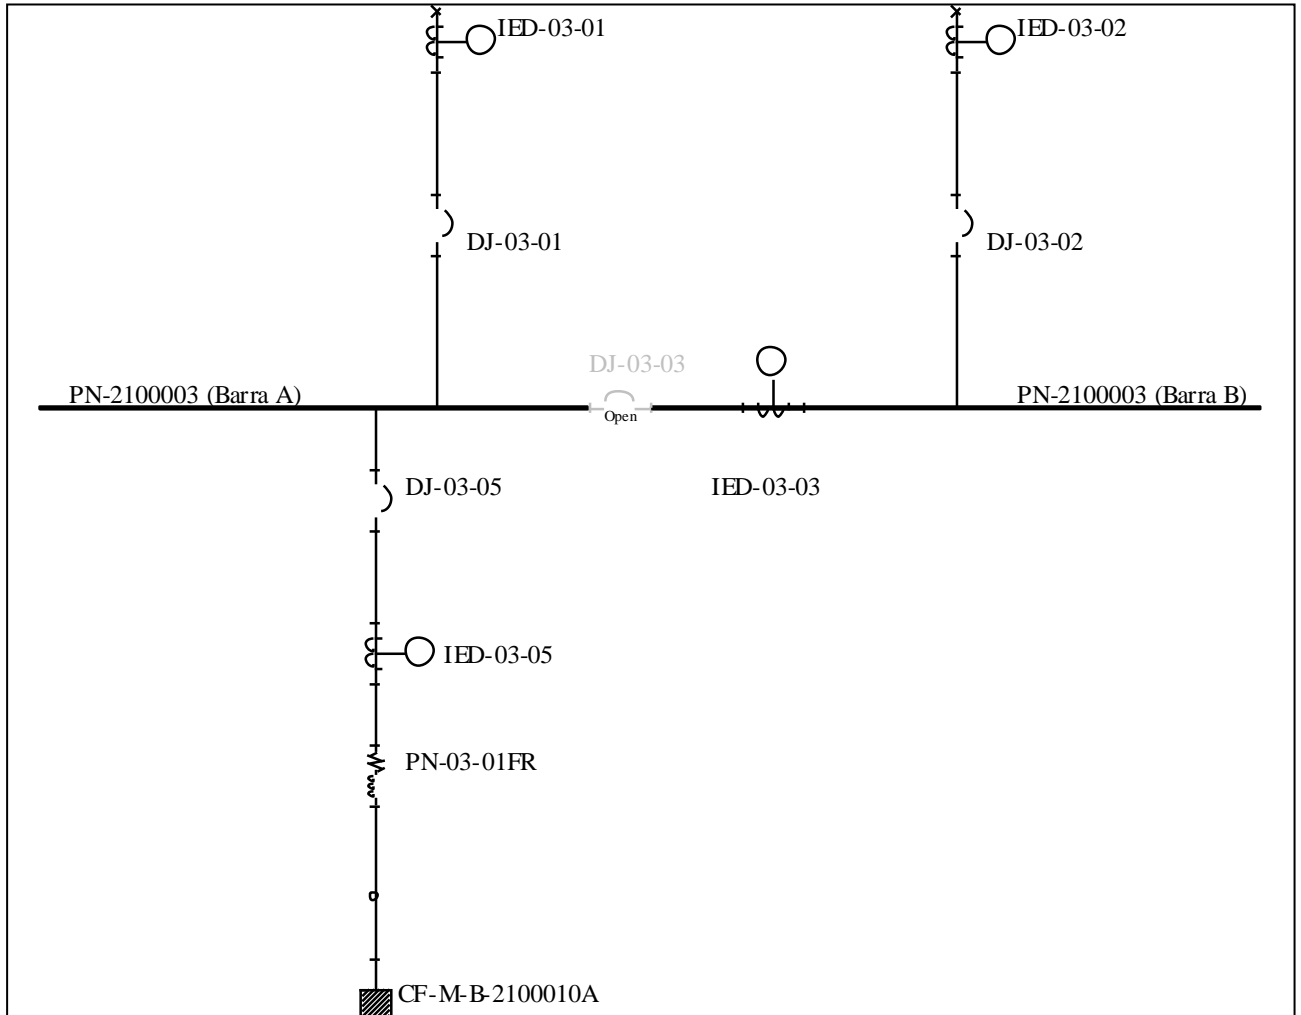 IED-03-01
IED-03-02
DJ-03-01
DJ-03-02
DJ-03-03
PN-2100003 (Barra A)
Open
PN-2100003 (Barra B)
DJ-03-05
IED-03-03
IED-03-05
PN-03-01FR
CF-M-B-2100010A